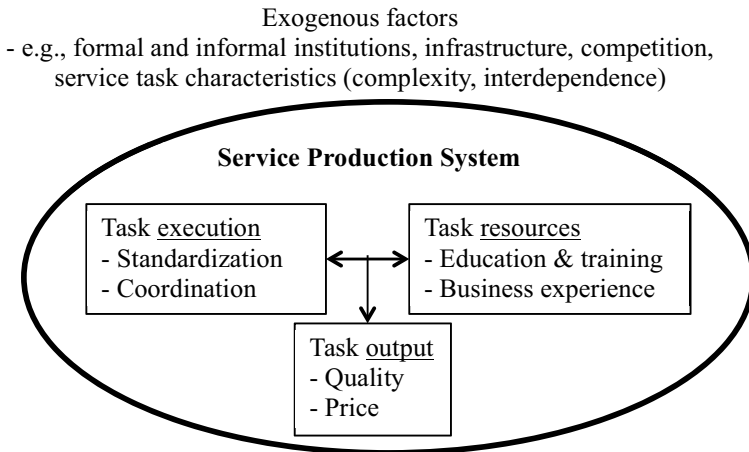 Exogenous factors
- e.g., formal and informal institutions, infrastructure, competition,
service task characteristics (complexity, interdependence)
Service Production System
Task execution
- Standardization
- Coordination
Task resources
- Education & training
- Business experience
Task output
- Quality
- Price